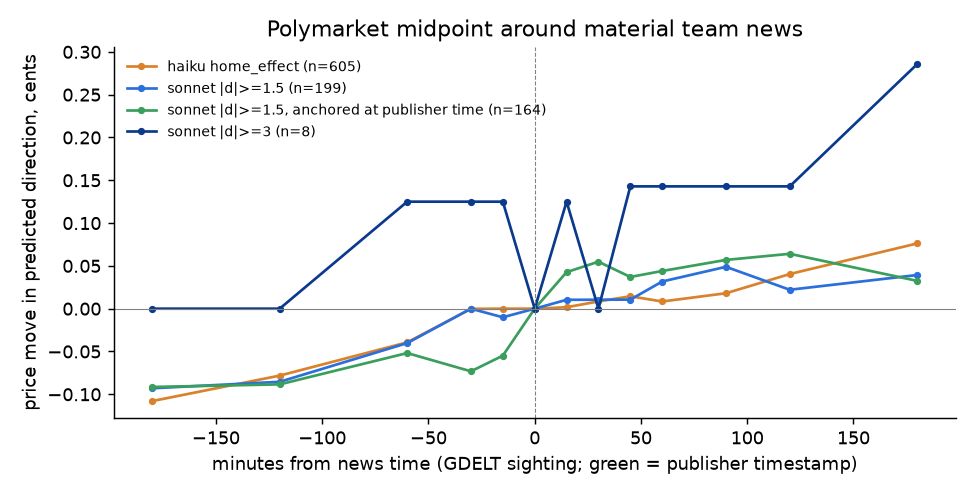 Polymarket midpoint around material team news
price move in predicted direction, cents
0.30
0.25
0.20
0.15
0.10
0.05
0.00
−0.05
−0.10
haiku home_effect (n=605)
sonnet |d|>=1.5 (n=199)
sonnet |d|>=1.5, anchored at publisher time (n=164)
sonnet |d|>=3 (n=8)
−150
−100
−50
0
50
100
150
minutes from news time (GDELT sighting; green = publisher timestamp)